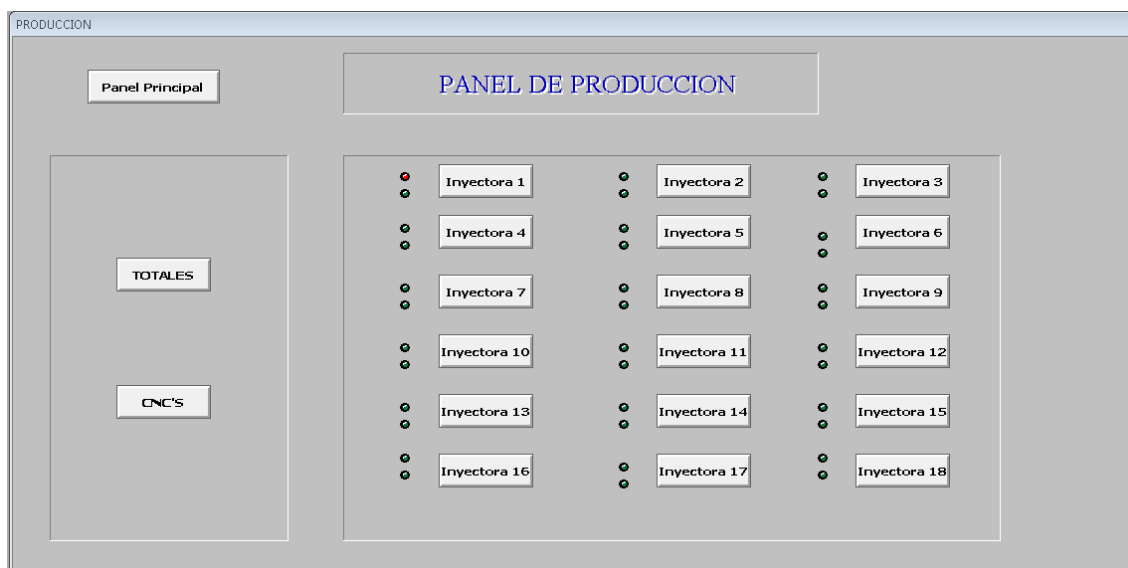 PRODUCCION
Panel Principal
PANEL DE PRODUCCION
TOTALES
CNC'S
Inyectora 1
Inyectora 2
Inyectora 3
Inyectora 4
Inyectora 5
Inyectora 6
Inyectora 7
Inyectora 8
Inyectora 9
Inyectora 10
Inyectora 11
Inyectora 12
Inyectora 13
Inyectora 14
Inyectora 15
Inyectora 16
Inyectora 17
Inyectora 18